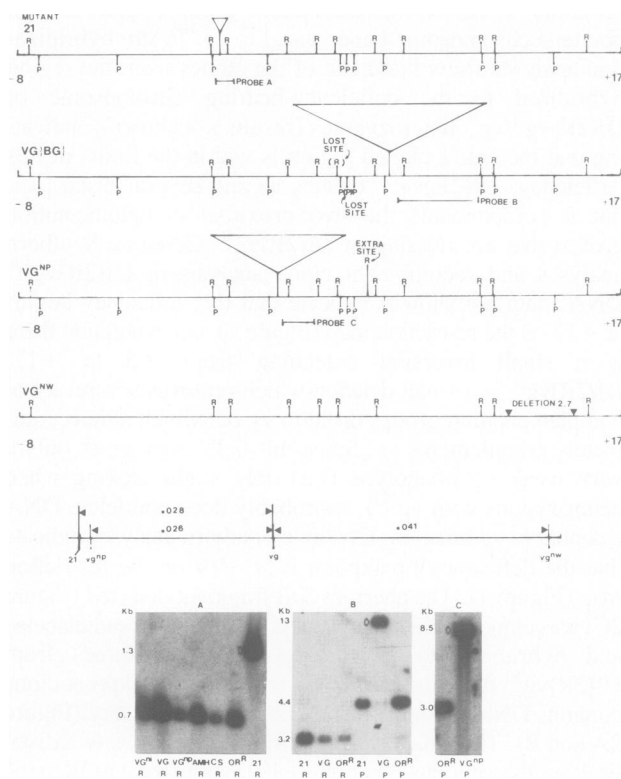 MUTANT
21
R R R R R R R R R R R
P P P P P P P P P P P
-8 +17
PROBE A
VG{BG}
LOST
SITE
(R)
R R R R R R R R R R
P P P P P P P P P
LOST
SITE
PROBE B
-8 +17
VG^NP
EXTRA
SITE
R
R R R R R R R R R R
P P P P P P P P P
PROBE C
-8 +17
VG^NW
DELETION 2.7
R R R R R R R R R R
-8 +17
.028
.026 .041
21 vg^np vg vg^nw
A B C
Kb Kb Kb
1.3
0.7
13
4.4
3.2
8.5
3.0
VG^ni VG VG^np AMH CS OR^R 21
R R R R R R R
21 VG OR^R 21 VG OR^R
R R R P P P
OR^R VG^np
P P